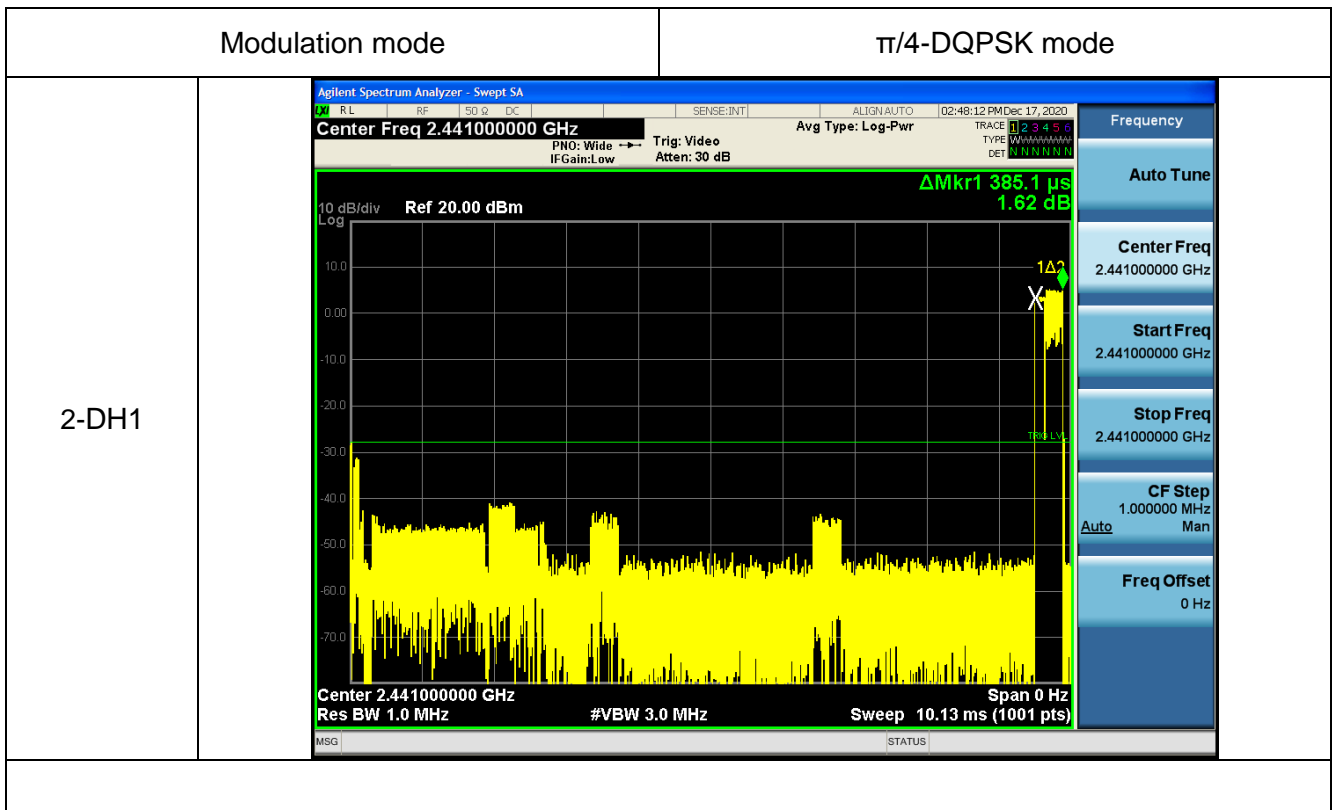 Modulation mode π/4-DQPSK mode
2-DH1
Agilent Spectrum Analyzer - Swept SA
LXI RL RF 50 Ω DC SENSE:INT ALIGN AUTO 02:48:12 PM Dec 17, 2020
Center Freq 2.441000000 GHz
PNO: Wide
IFGain:Low
Trig: Video
Atten: 30 dB
Avg Type: Log-Pwr
TRACE 1 2 3 4 5 6
TYPE WWWWWW
DET N N N N N N
ΔMkr1 385.1 µs
1.62 dB
10 dB/div Ref 20.00 dBm
Log
10.0
0.00
-10.0
-20.0
-30.0
-40.0
-50.0
-60.0
-70.0
1Δ2
X
TRIG LVL
Center 2.441000000 GHz Span 0 Hz
Res BW 1.0 MHz #VBW 3.0 MHz Sweep 10.13 ms (1001 pts)
MSG STATUS
Frequency
Auto Tune
Center Freq
2.441000000 GHz
Start Freq
2.441000000 GHz
Stop Freq
2.441000000 GHz
CF Step
1.000000 MHz
Auto Man
Freq Offset
0 Hz